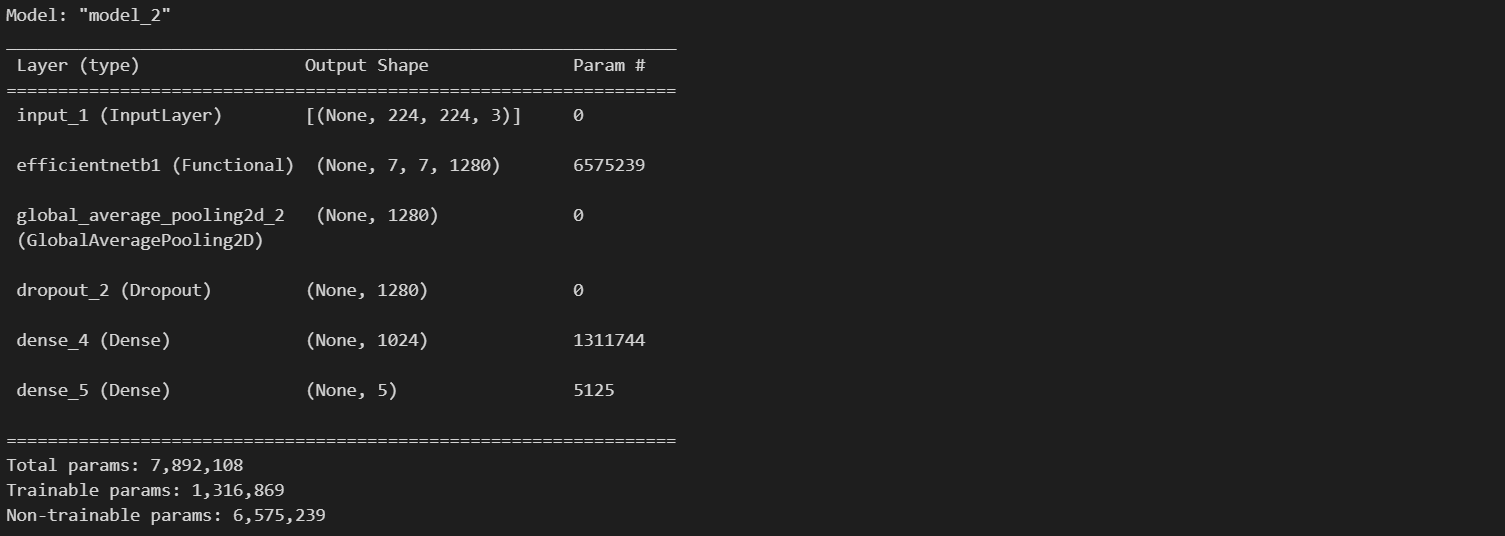 Model: "model_2"
_________________________________________________________________
Layer (type) Output Shape Param #
=================================================================
input_1 (InputLayer) [(None, 224, 224, 3)] 0
efficientnetb1 (Functional) (None, 7, 7, 1280) 6575239
global_average_pooling2d_2 (None, 1280) 0
(GlobalAveragePooling2D)
dropout_2 (Dropout) (None, 1280) 0
dense_4 (Dense) (None, 1024) 1311744
dense_5 (Dense) (None, 5) 5125
=================================================================
Total params: 7,892,108
Trainable params: 1,316,869
Non-trainable params: 6,575,239